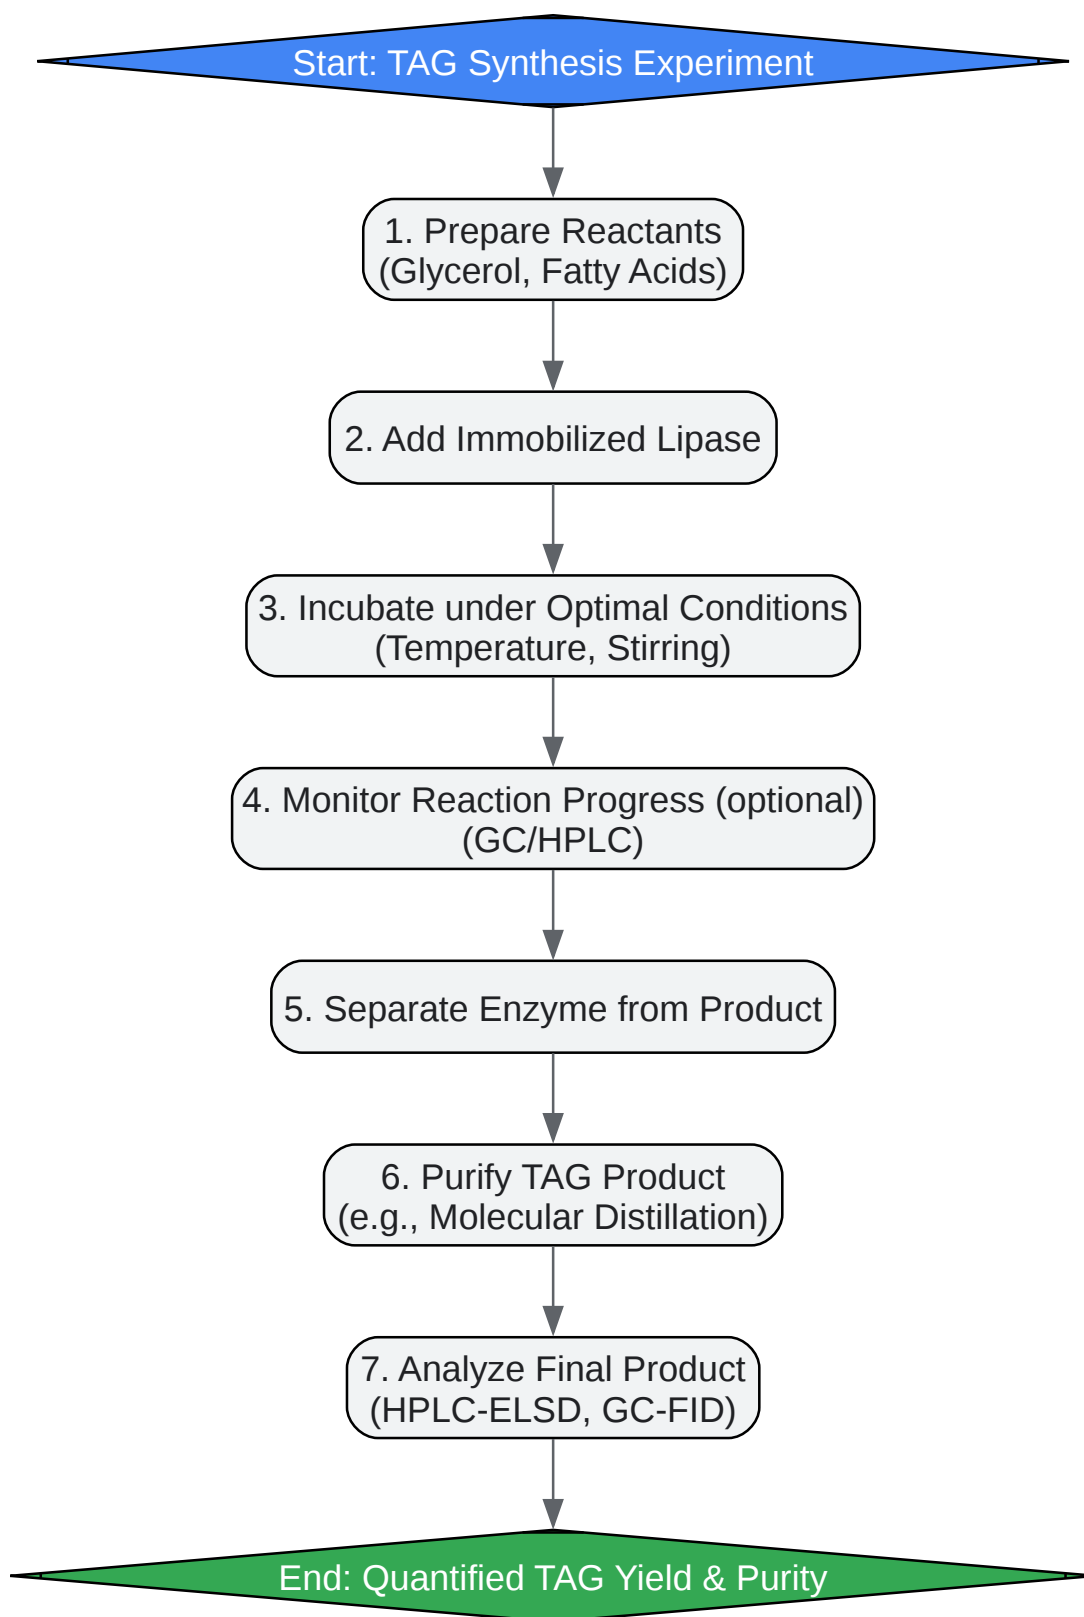 Start: TAG Synthesis Experiment
1. Prepare Reactants
(Glycerol, Fatty Acids)
2. Add Immobilized Lipase
3. Incubate under Optimal Conditions
(Temperature, Stirring)
4. Monitor Reaction Progress (optional)
(GC/HPLC)
5. Separate Enzyme from Product
6. Purify TAG Product
(e.g., Molecular Distillation)
7. Analyze Final Product
(HPLC-ELSD, GC-FID)
End: Quantified TAG Yield & Purity